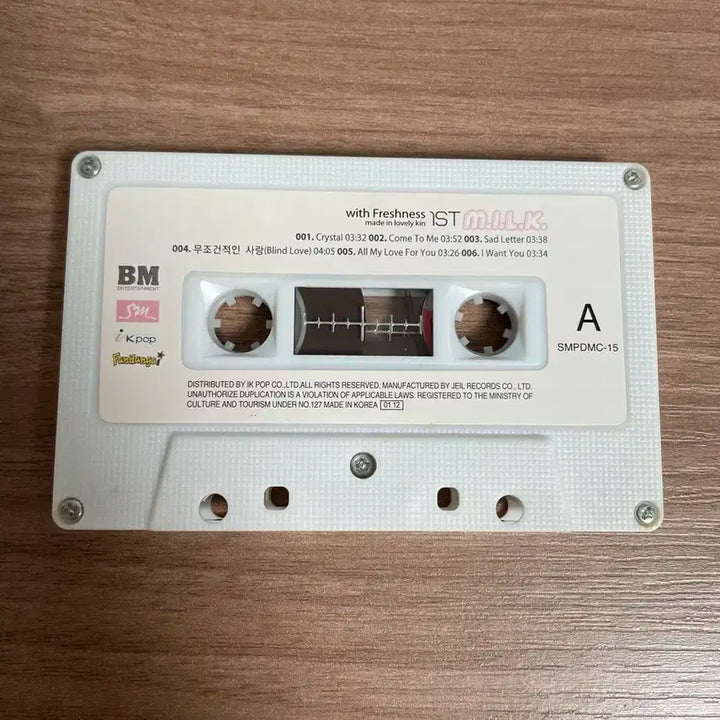 with Freshness
made in lovely kin
1ST M.I.L.K.
001. Crystal 03:32 002. Come To Me 03:52 003. Sad Letter 03:38
004. 무조건적인 사랑(Blind Love) 04:05 005. All My Love For You 03:26 006. I Want You 03:34
BM
ENTERTAINMENT
SM
iKpop
Fandango!
A
SMPDMC-15
DISTRIBUTED BY IK POP CO.,LTD.ALL RIGHTS RESERVED. MANUFACTURED BY JEIL RECORDS CO., LTD.
UNAUTHORIZE DUPLICATION IS A VIOLATION OF APPLICABLE LAWS. REGISTERED TO THE MINISTRY OF
CULTURE AND TOURISM UNDER NO.127 MADE IN KOREA 01.12